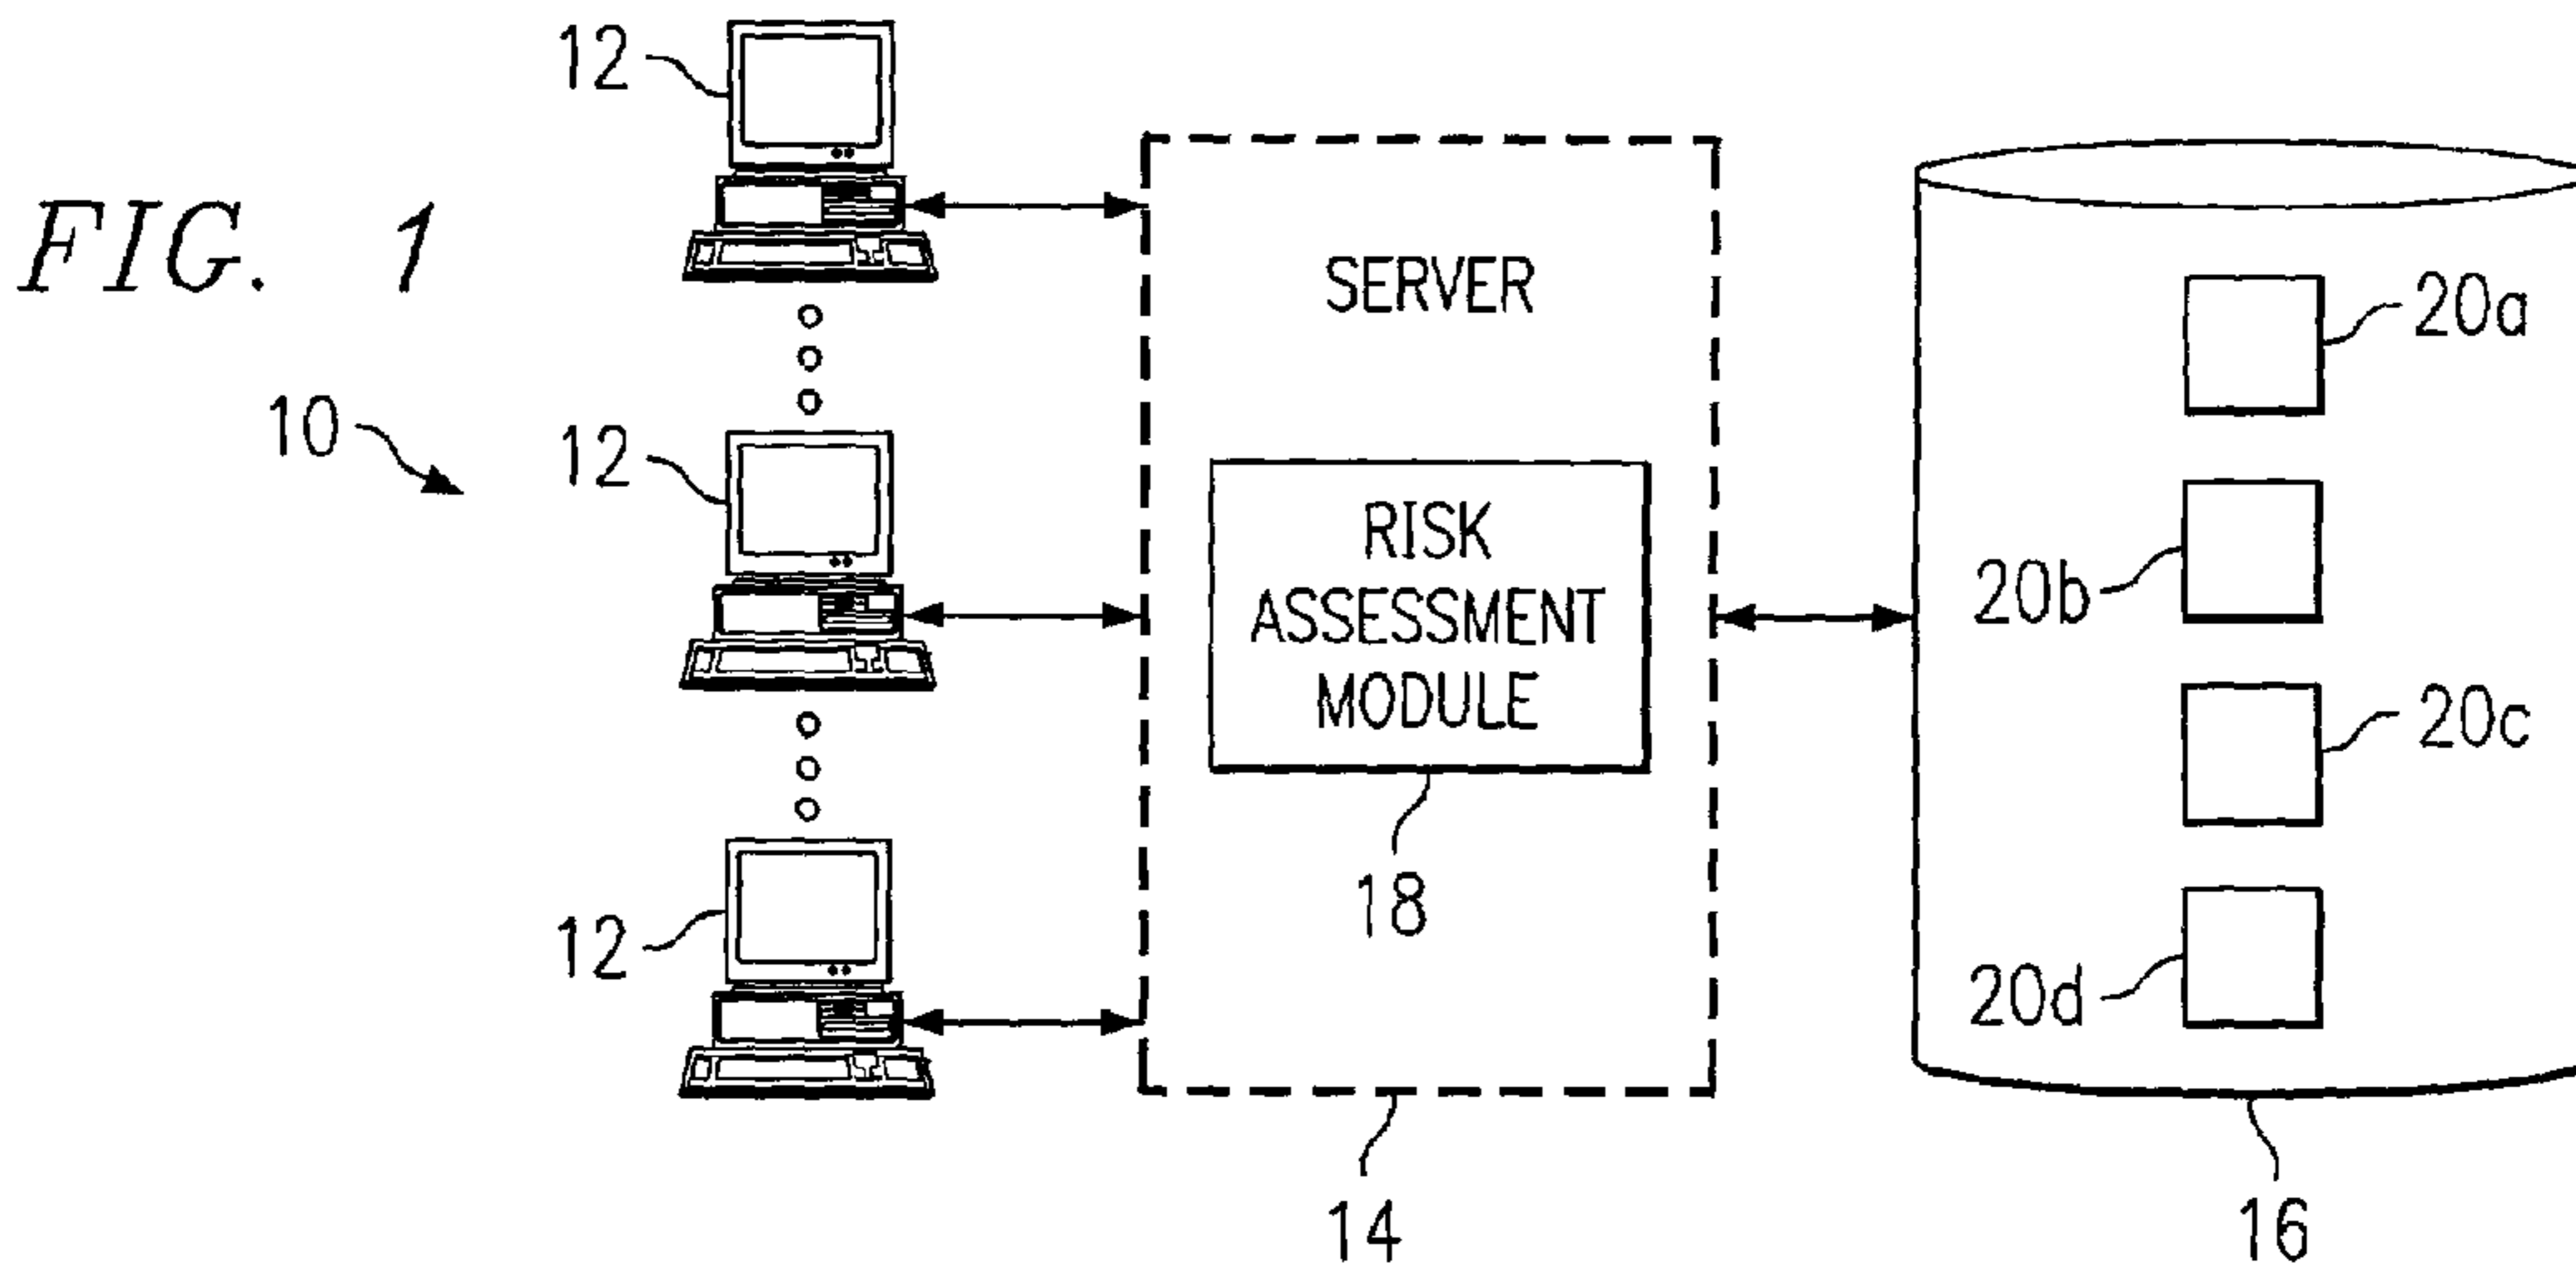 FIG. 1
10
12
12
12
SERVER
RISK
ASSESSMENT
MODULE
18
14
20a
20b
20c
20d
16